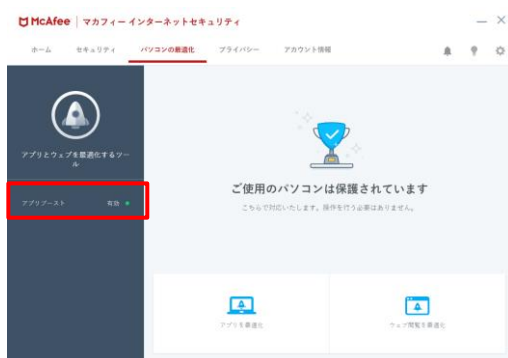 McAfee | マカフィー インターネットセキュリティ
ホーム セキュリティ パソコンの最適化 プライバシー アカウント情報
アプリとウェブを最適化するツー
ル
アプリブースト 有効
ご使用のパソコンは保護されています
こちらで対応いたします。操作を行う必要はありません。
アプリを最適化 ウェブ閲覧を最適化